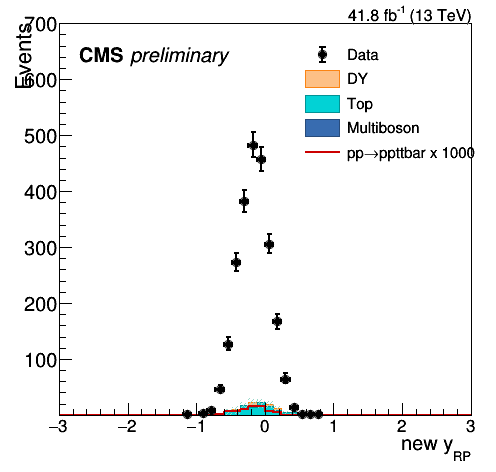 41.8 fb⁻¹ (13 TeV)
Events
CMS preliminary
Data
DY
Top
Multiboson
pp→ppttbar x 1000
700
600
500
400
300
200
100
−3 −2 −1 0 1 2 3
new y_RP